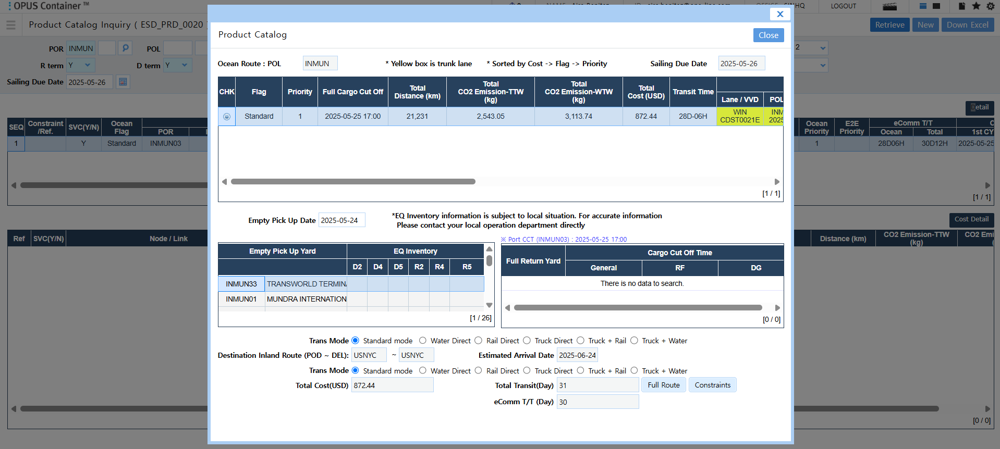 OPUS Container ™
LOGOUT
Product Catalog Inquiry ( ESD_PRD_0020
Retrieve New Down Excel
POR INMUN POL
2
R term Y D term Y
Sailing Due Date 2025-05-26
Detail
SEQ Constraint /Ref. SVC(Y/N) Ocean Flag POR
Ocean Priority E2E Priority eComm T/T Ocean Total 1st CY
1 Y Standard INMUN03
1 28D06H 30D12H 2025-05-25
[1 / 1]
Cost Detail
Ref SVC(Y/N) Node / Link
Distance (km) CO2 Emission-TTW (kg) CO2 Emi
[0 / 0]
Product Catalog
Close
Ocean Route : POL INMUN * Yellow box is trunk lane * Sorted by Cost -> Flag -> Priority Sailing Due Date 2025-05-26
CHK Flag Priority Full Cargo Cut Off Total Distance (km) Total CO2 Emission-TTW (kg) Total CO2 Emission-WTW (kg) Total Cost (USD) Transit Time Lane / VVD POL
Standard 1 2025-05-25 17:00 21,231 2,543.05 3,113.74 872.44 28D-06H WIN CDST0021E INM 2025
[1 / 1]
Empty Pick Up Date 2025-05-24
*EQ Inventory information is subject to local situation. For accurate information
Please contact your local operation department directly
※ Port CCT (INMUN03) : 2025-05-25 17:00
Empty Pick Up Yard EQ Inventory
D2 D4 D5 R2 R4 R5
INMUN33 TRANSWORLD TERMINA
INMUN01 MUNDRA INTERNATION
[1 / 26]
Full Return Yard Cargo Cut Off Time
General RF DG
There is no data to search.
[0 / 0]
Trans Mode Standard mode Water Direct Rail Direct Truck Direct Truck + Rail Truck + Water
Destination Inland Route (POD ~ DEL): USNYC ~ USNYC Estimated Arrival Date 2025-06-24
Trans Mode Standard mode Water Direct Rail Direct Truck Direct Truck + Rail Truck + Water
Total Cost(USD) 872.44 Total Transit(Day) 31 Full Route Constraints
eComm T/T (Day) 30